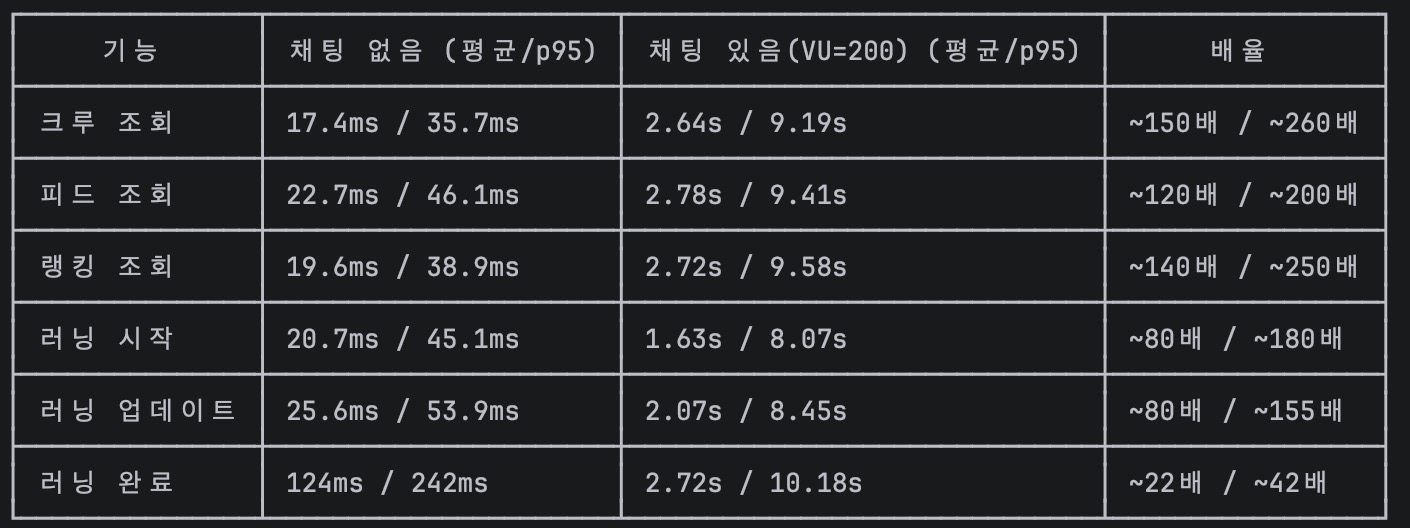 기능 채팅 없음 (평균/p95) 채팅 있음(VU=200) (평균/p95) 배율
크루 조회 17.4ms / 35.7ms 2.64s / 9.19s ~150배 / ~260배
피드 조회 22.7ms / 46.1ms 2.78s / 9.41s ~120배 / ~200배
랭킹 조회 19.6ms / 38.9ms 2.72s / 9.58s ~140배 / ~250배
러닝 시작 20.7ms / 45.1ms 1.63s / 8.07s ~80배 / ~180배
러닝 업데이트 25.6ms / 53.9ms 2.07s / 8.45s ~80배 / ~155배
러닝 완료 124ms / 242ms 2.72s / 10.18s ~22배 / ~42배